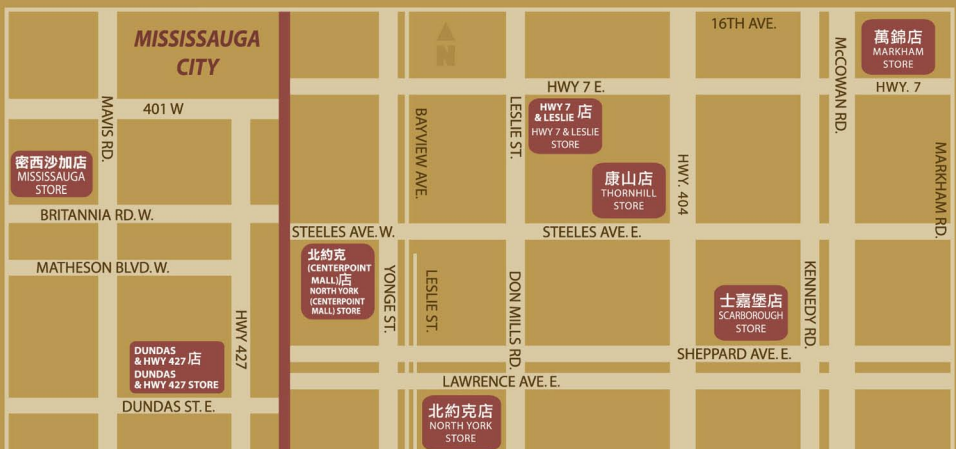 MISSISSAUGA
CITY
N
16TH AVE.
萬錦店
MARKHAM
STORE
McCOWAN RD.
HWY 7 E.
HWY. 7
401 W
MAVIS RD.
BAYVIEW AVE.
LESLIE ST.
HWY 7
& LESLIE 店
HWY 7 & LESLIE
STORE
密西沙加店
MISSISSAUGA
STORE
康山店
THORNHILL
STORE
HWY. 404
MARKHAM RD.
BRITANNIA RD. W.
STEELES AVE. W.
STEELES AVE. E.
北約克
(CENTERPOINT
MALL)店
NORTH YORK
(CENTERPOINT
MALL) STORE
MATHESON BLVD. W.
YONGE ST.
LESLIE ST.
DON MILLS RD.
KENNEDY RD.
士嘉堡店
SCARBOROUGH
STORE
HWY 427
DUNDAS
& HWY 427 店
DUNDAS
& HWY 427 STORE
SHEPPARD AVE. E.
LAWRENCE AVE. E.
DUNDAS ST. E.
北約克店
NORTH YORK
STORE